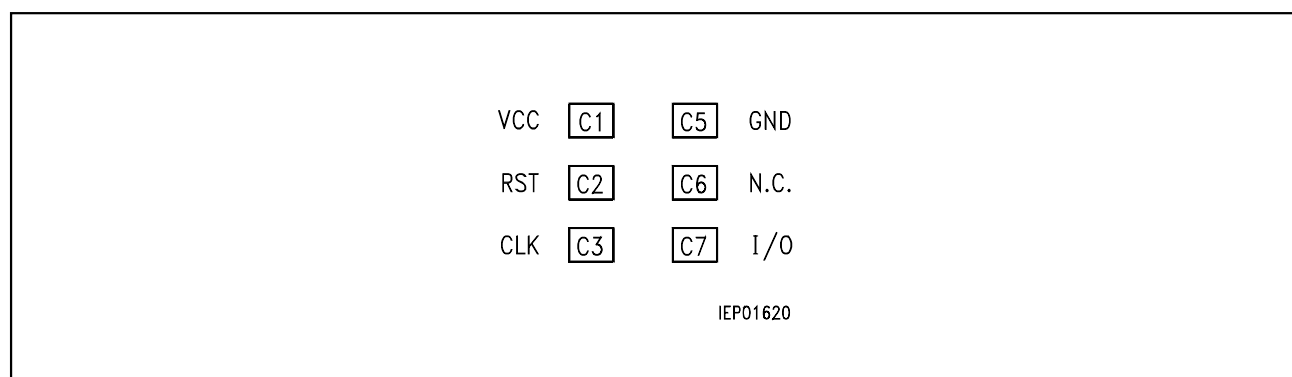 VCC C1 C5 GND
RST C2 C6 N.C.
CLK C3 C7 I/O
IEP01620